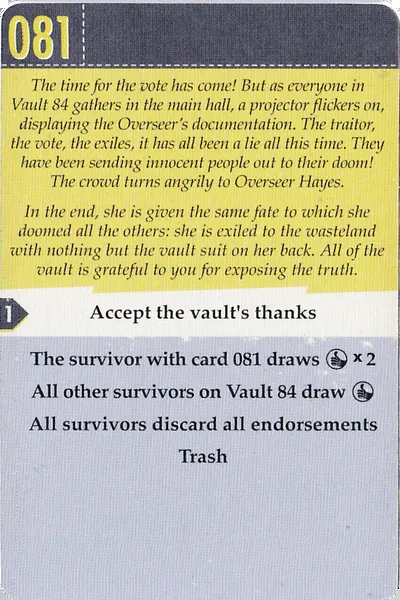 081
The time for the vote has come! But as everyone in
Vault 84 gathers in the main hall, a projector flickers on,
displaying the Overseer's documentation. The traitor,
the vote, the exiles, it has all been a lie all this time. They
have been sending innocent people out to their doom!
The crowd turns angrily to Overseer Hayes.
In the end, she is given the same fate to which she
doomed all the others: she is exiled to the wasteland
with nothing but the vault suit on her back. All of the
vault is grateful to you for exposing the truth.
1
Accept the vault's thanks
The survivor with card 081 draws x 2
All other survivors on Vault 84 draw
All survivors discard all endorsements
Trash